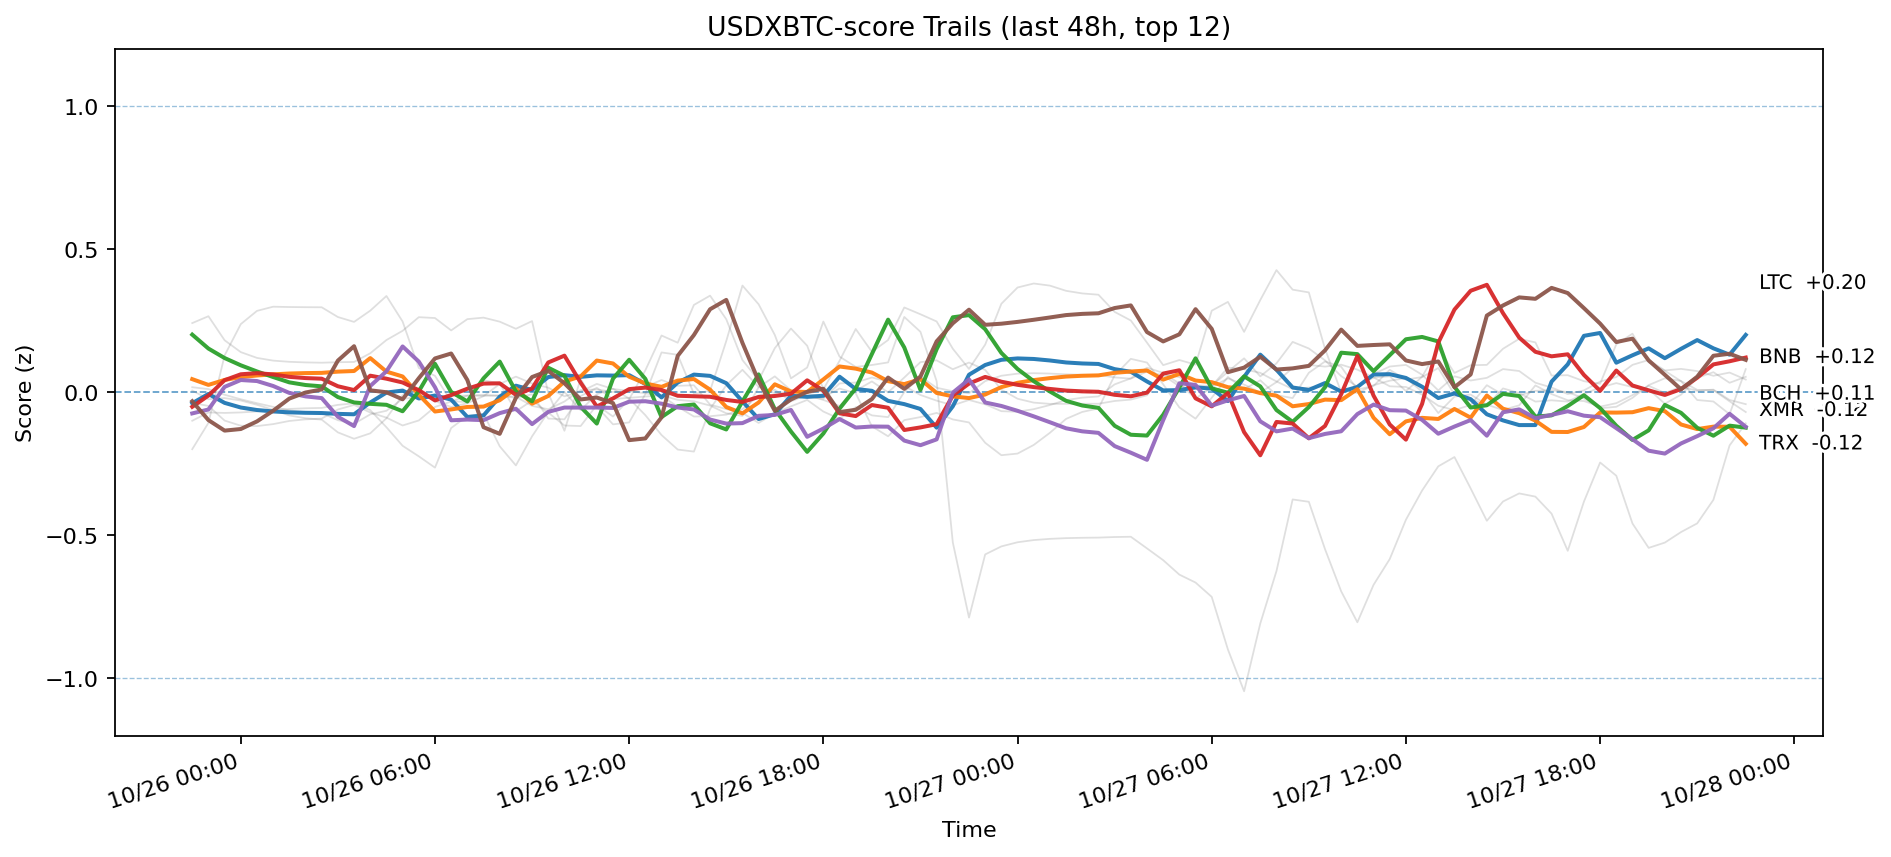 USDXBTC-score Trails (last 48h, top 12)
Score (z)
1.0
0.5
0.0
−0.5
−1.0
LTC +0.20
BNB +0.12
BCH +0.11
XMR -0.12
TRX -0.12
10/26 00:00
10/26 06:00
10/26 12:00
10/26 18:00
10/27 00:00
10/27 06:00
10/27 12:00
10/27 18:00
10/28 00:00
Time